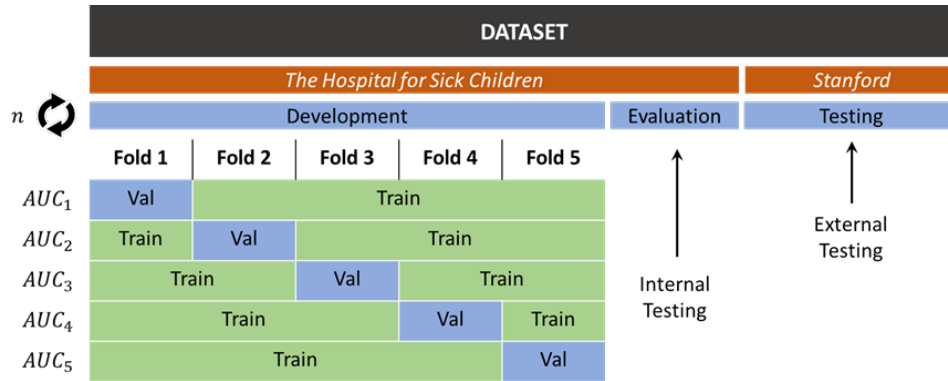 DATASET
The Hospital for Sick Children Stanford
n Development Evaluation Testing
Fold 1 Fold 2 Fold 3 Fold 4 Fold 5
AUC₁ Val Train
AUC₂ Train Val Train
AUC₃ Train Val Train
AUC₄ Train Val Train
AUC₅ Train Val
Internal
Testing
External
Testing